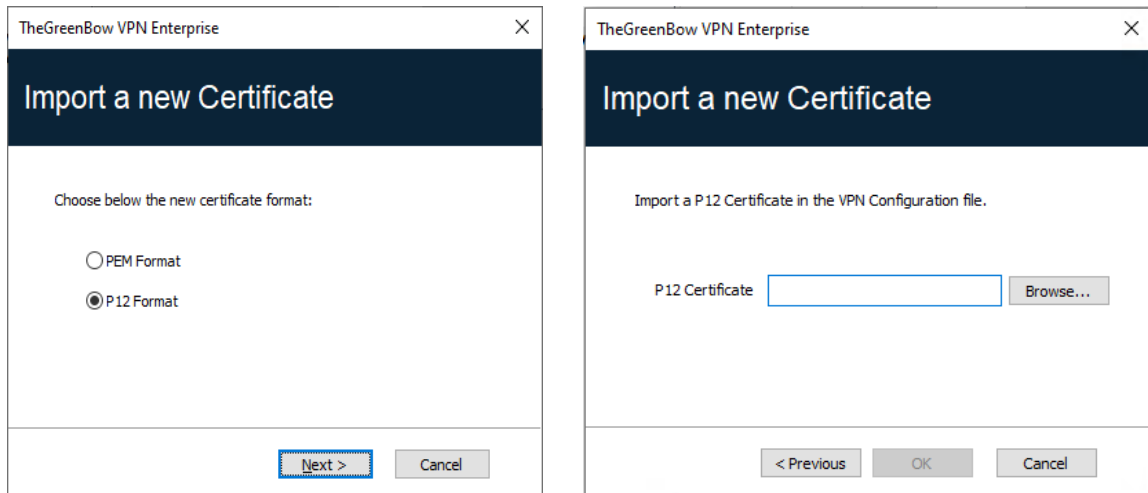 TheGreenBow VPN Enterprise
Import a new Certificate
Choose below the new certificate format:
PEM Format
P12 Format
Next >
Cancel
TheGreenBow VPN Enterprise
Import a new Certificate
Import a P12 Certificate in the VPN Configuration file.
P12 Certificate
Browse...
< Previous
OK
Cancel